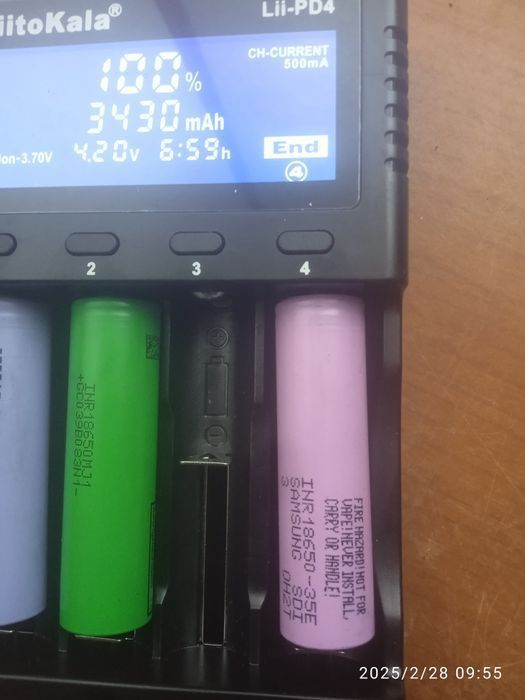 iitoKala®
Lii-PD4
100%
CH-CURRENT
500mA
3430mAh
ion-3.70V
4.20V
6:59h
End
4
2
3
4
INR18650MJ1
INR18650-35E
SAMSUNG SDI
3
FIRE HAZARD! NOT FOR
VAPE! NEVER INSTALL,
CARRY OR HANDLE!
2025/2/28 09:55